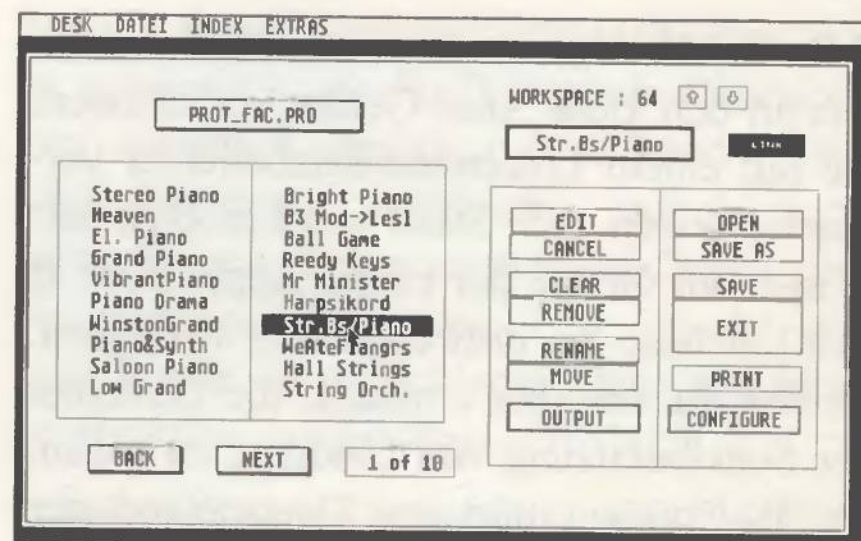 DESK DATEI INDEX EXTRAS
PROT_FAC.PRO
WORKSPACE : 64
Str.Bs/Piano
Stereo Piano
Heaven
El. Piano
Grand Piano
VibrantPiano
Piano Drama
WinstonGrand
Piano&Synth
Saloon Piano
Low Grand
Bright Piano
B3 Mod->Lesl
Ball Game
Reedy Keys
Mr Minister
Harpsikord
Str.Bs/Piano
WeAteFrangrs
Hall Strings
String Orch.
BACK
NEXT
1 of 10
EDIT
CANCEL
CLEAR
REMOVE
RENAME
MOVE
OUTPUT
OPEN
SAVE AS
SAVE
EXIT
PRINT
CONFIGURE